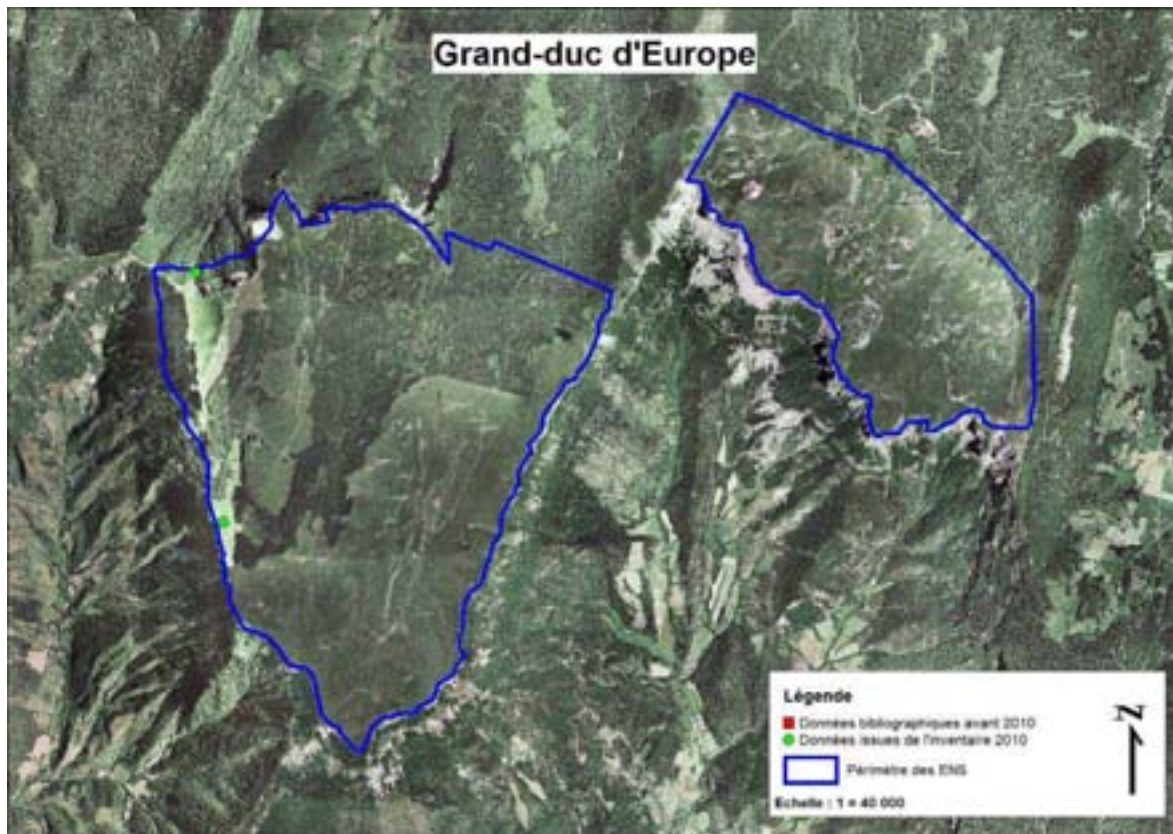 Grand-duc d'Europe
Légende
Données bibliographiques avant 2010
Données issues de l'inventaire 2010
Périmètre des ENS
Echelle : 1 = 40 000
N